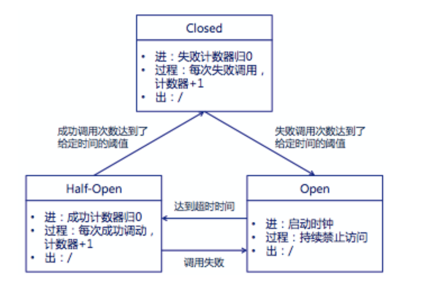 Closed
• 进：失败计数器归0
• 过程：每次失败调用，
计数器+1
• 出：/
成功调用次数达到了
给定时间的阈值
失败调用次数达到了
给定时间的阈值
Half-Open
• 进：成功计数器归0
• 过程：每次成功调动，
计数器+1
• 出：/
达到超时时间
调用失败
Open
• 进：启动时钟
• 过程：持续禁止访问
• 出：/